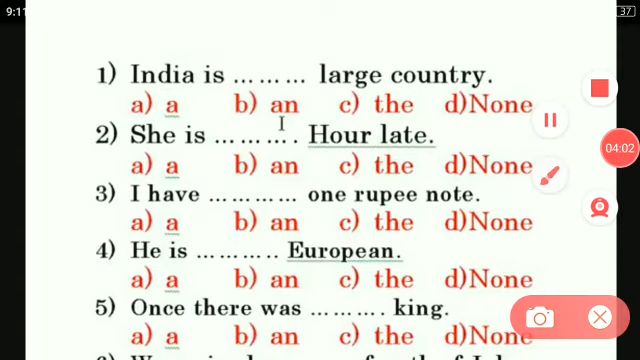 9:11
37
1) India is ... ... ... large country.
a) a b) an c) the d)None
2) She is ... ... ... . Hour late.
a) a b) an c) the d)None
04:02
3) I have ... ... ... ... one rupee note.
a) a b) an c) the d)None
4) He is ... ... ... .. European.
a) a b) an c) the d)None
5) Once there was ... ... ... . king.
a) a b) an c) the d)None